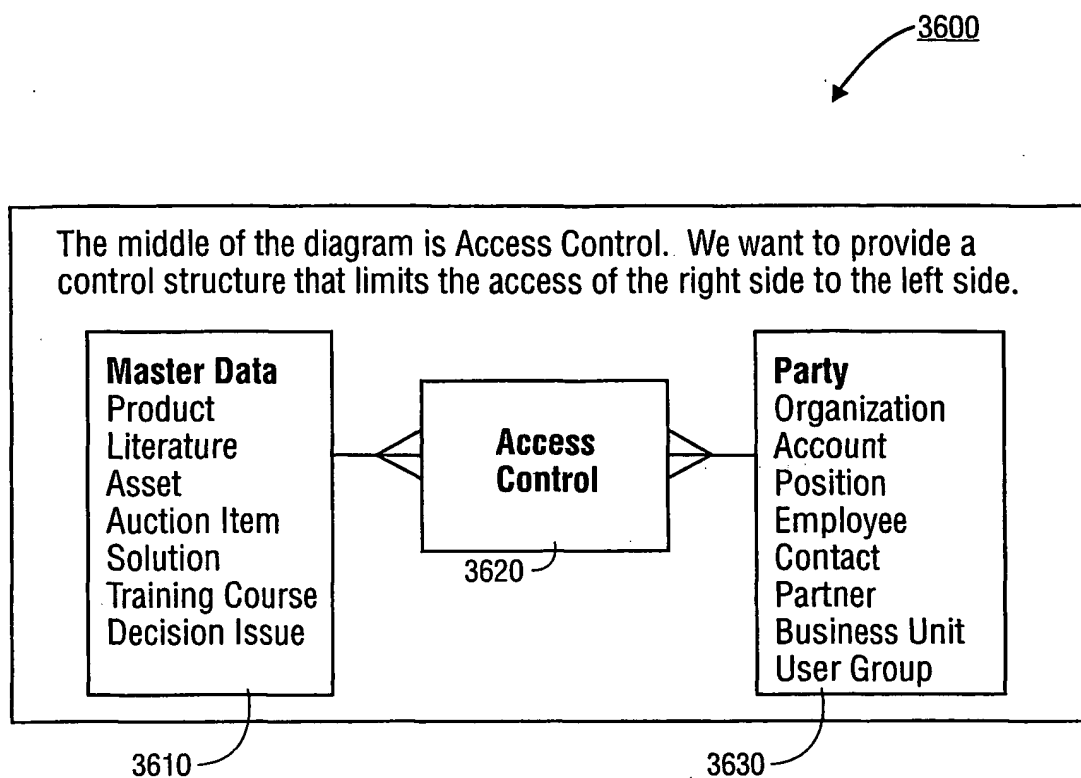 3600
The middle of the diagram is Access Control. We want to provide a
control structure that limits the access of the right side to the left side.
Master Data
Product
Literature
Asset
Auction Item
Solution
Training Course
Decision Issue
3610
Access
Control
3620
Party
Organization
Account
Position
Employee
Contact
Partner
Business Unit
User Group
3630